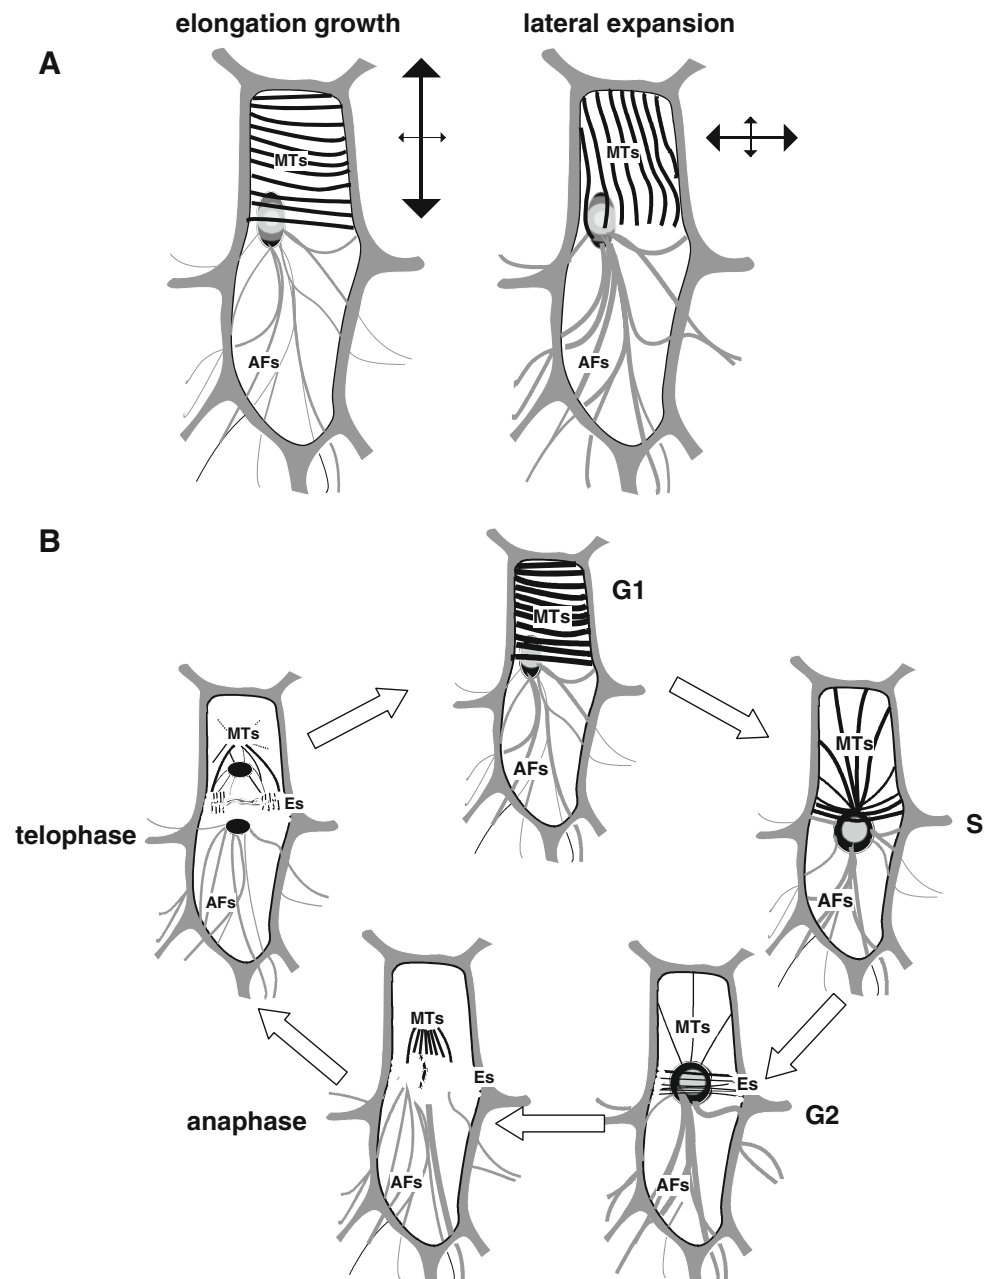 elongation growth
lateral expansion
A
MTs
MTs
AFs
AFs
B
G1
MTs
AFs
MTs
Es
telophase
AFs
MTs
S
AFs
MTs
Es
anaphase
AFs
MTs
Es
G2
AFs